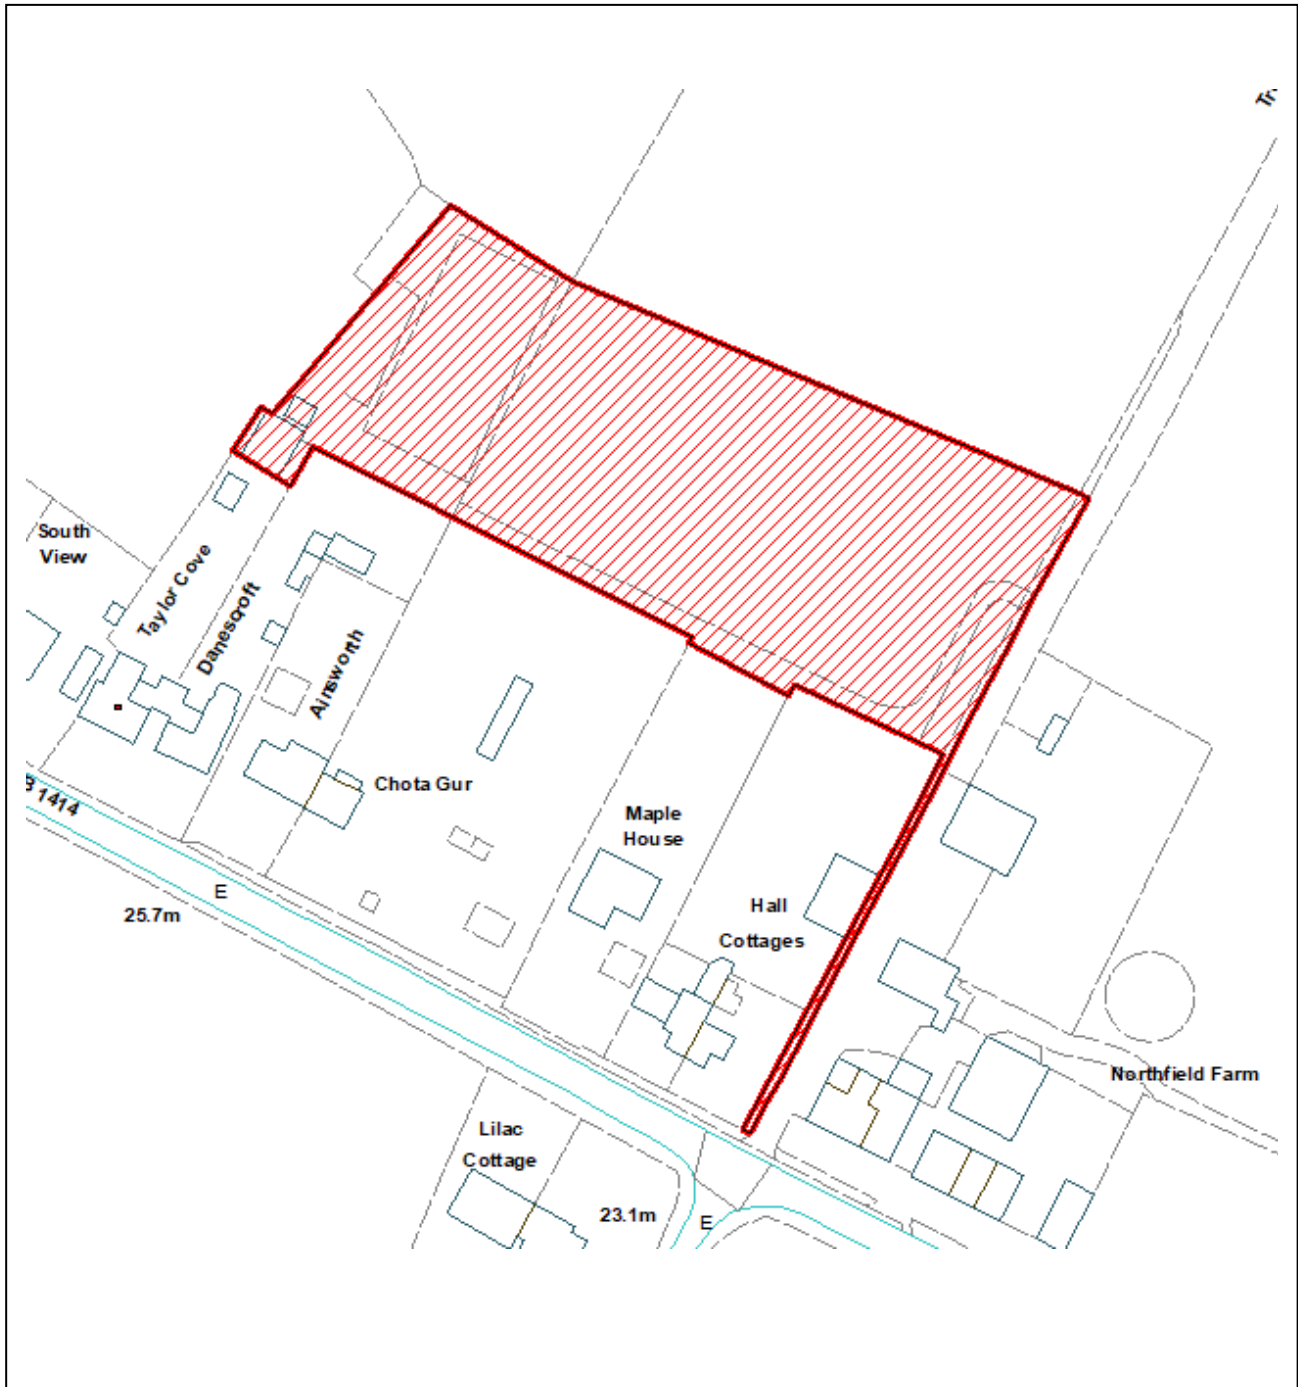 Tr
South
View
Taylor Cove
Danescroft
Ainsworth
Chota Gur
B 1414
Maple
House
E
25.7m
Hall
Cottages
Northfield Farm
Lilac
Cottage
23.1m
E